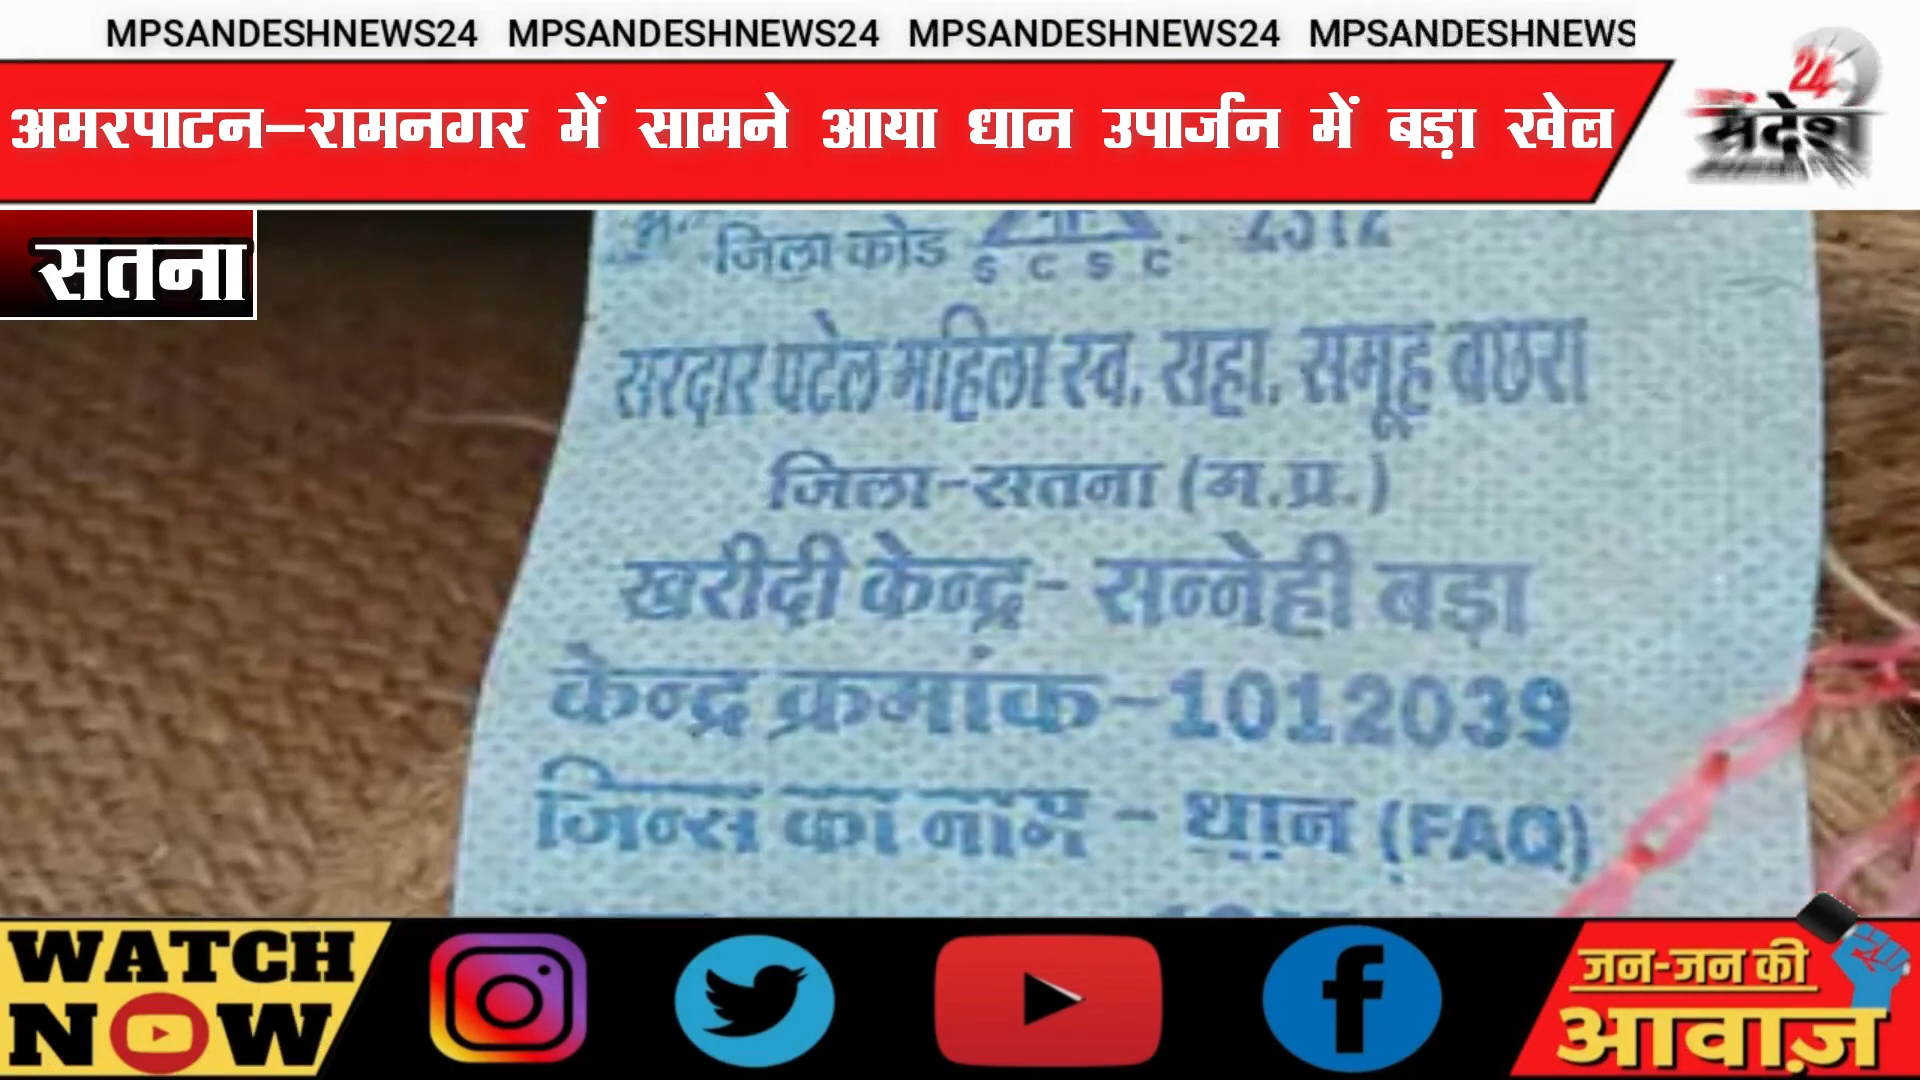 MPSANDESHNEWS24 MPSANDESHNEWS24 MPSANDESHNEWS24 MPSANDESHNEWS
अमरपाटन–रामनगर में सामने आया धान उपार्जन में बड़ा खेल
24
संदेश
सतना
जिला कोड
S C S C
सरदार पटेल महिला स्व. सहा. समूह बछरा
जिला-सतना (म.प्र.)
खरीदी केन्द्र- सन्नेही बड़ा
केन्द्र क्रमांक-1012039
जिन्स का नाम - धान (FAQ)
WATCH
NOW
जन-जन की
आवाज़